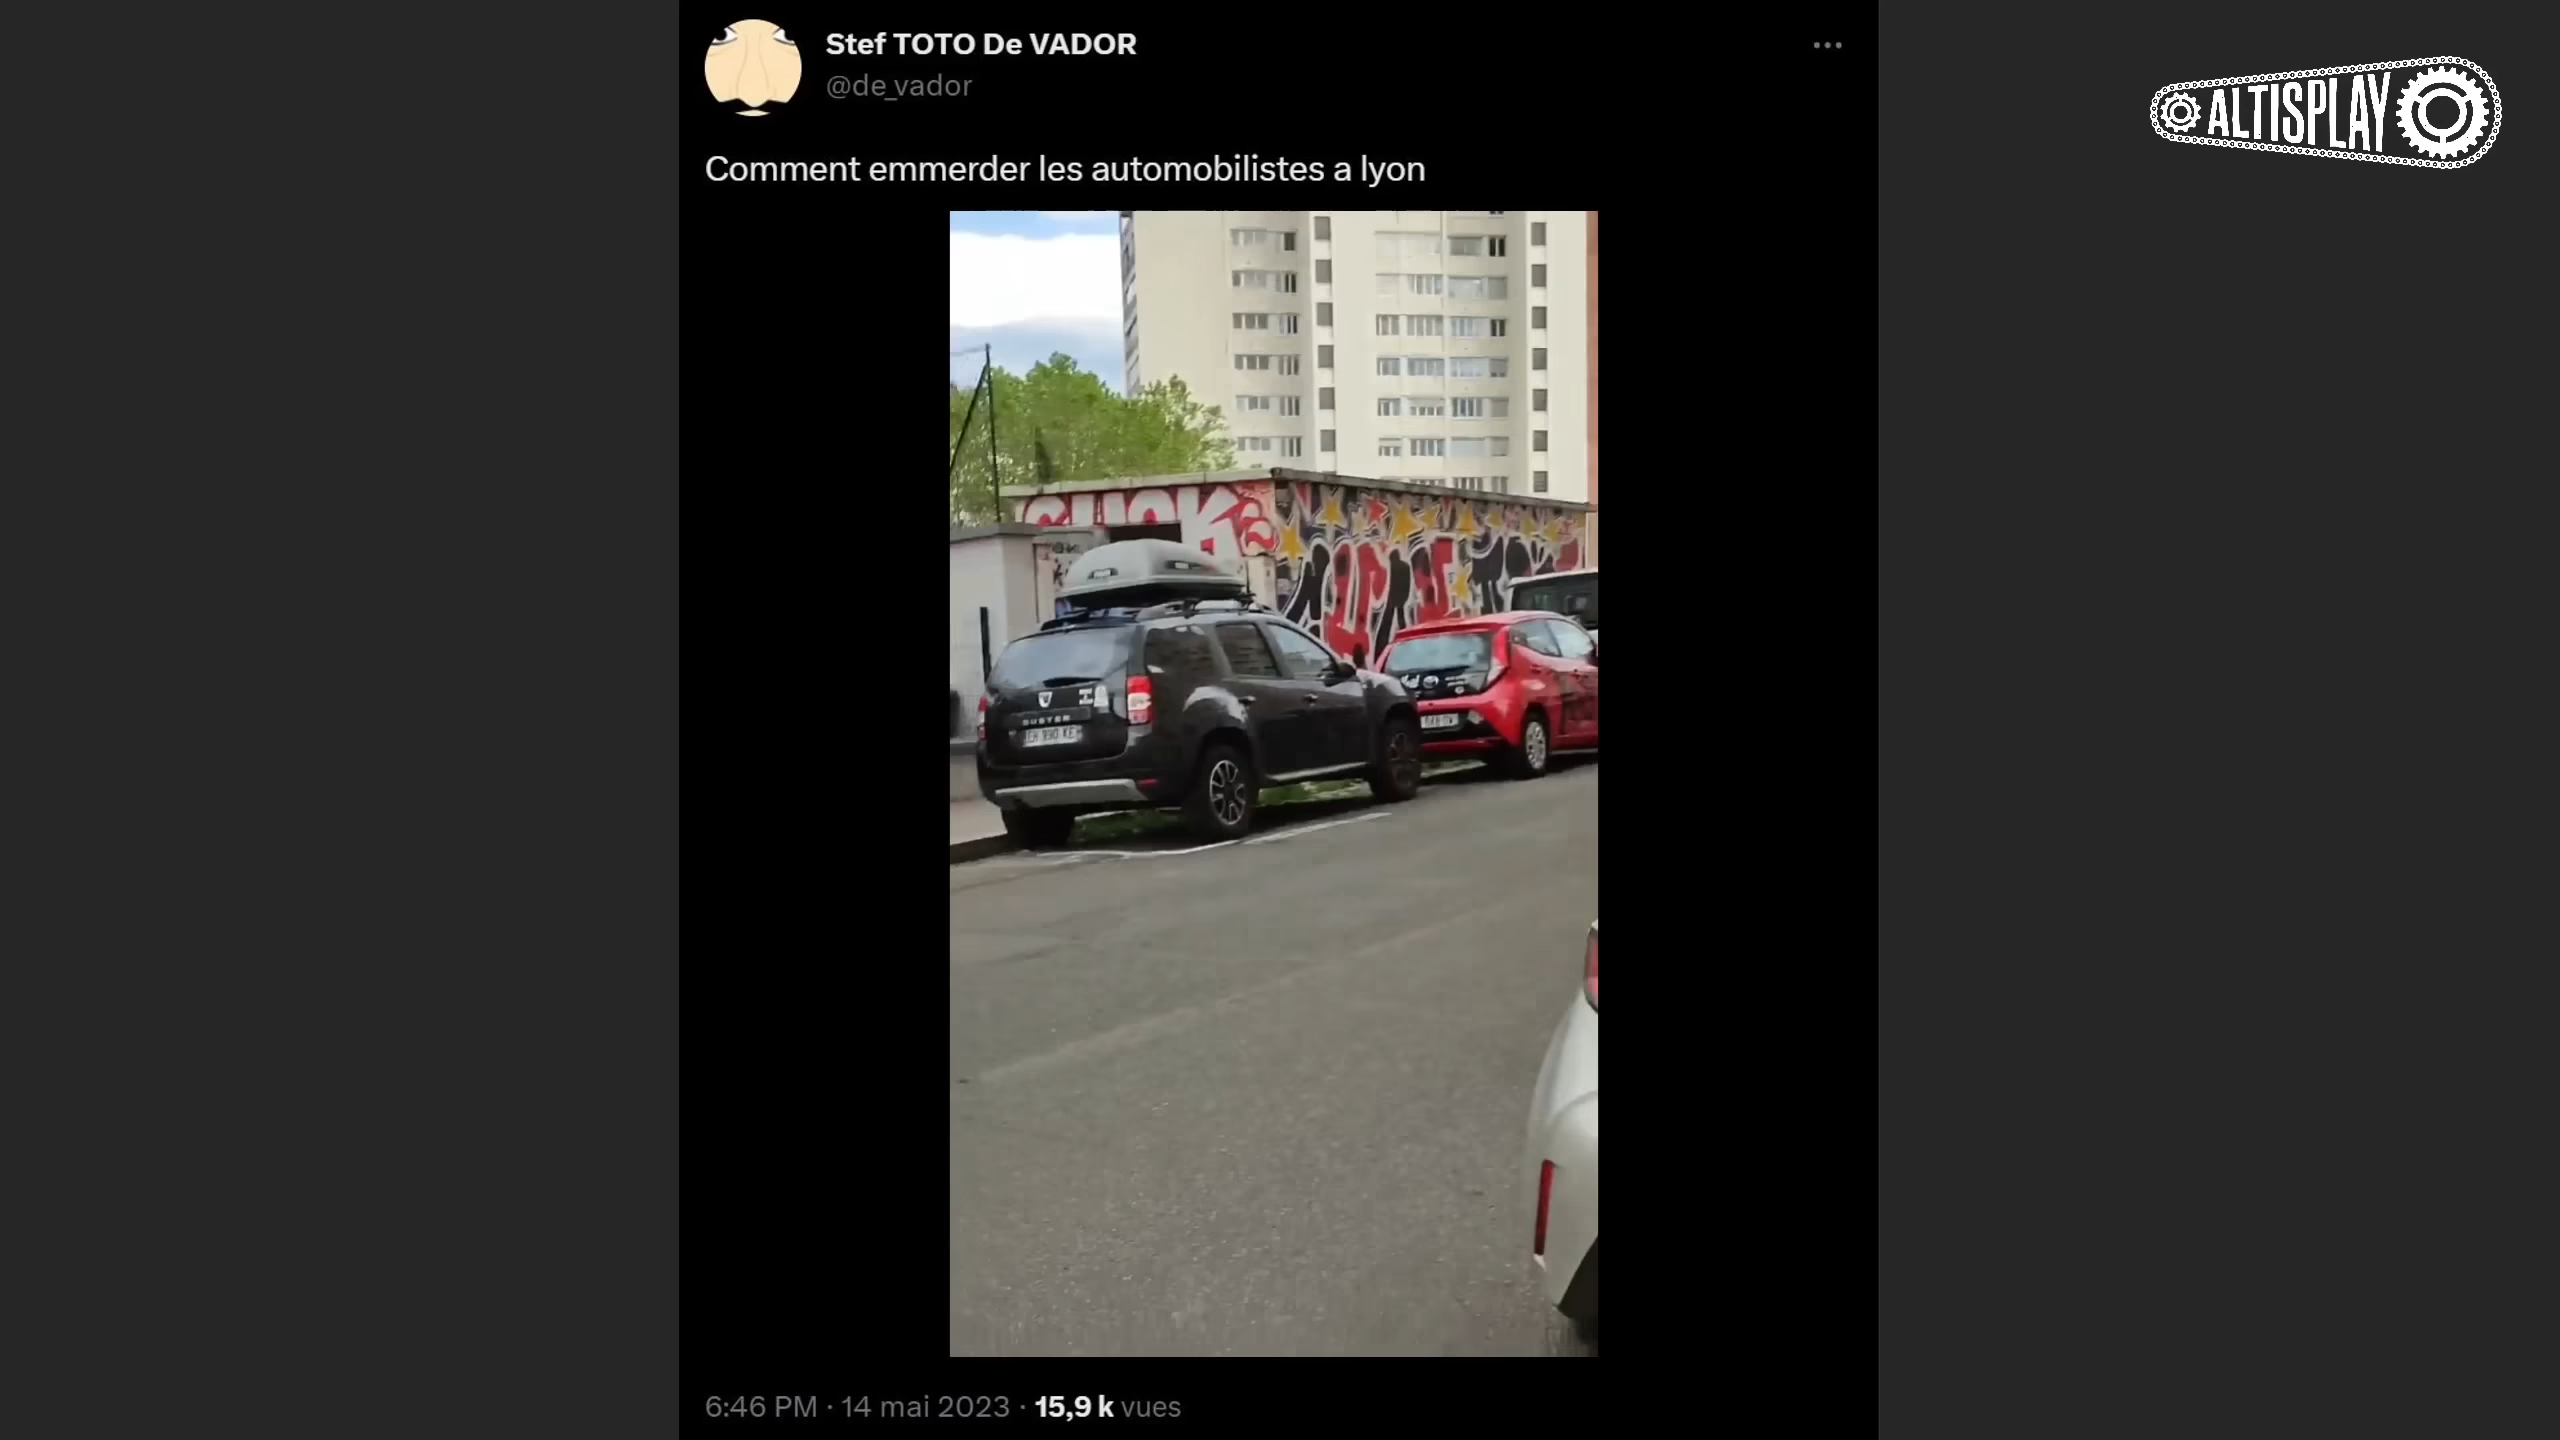 Stef TOTO De VADOR
@de_vador
ALTISPLAY
Comment emmerder les automobilistes a lyon
DUSTER
6:46 PM · 14 mai 2023 · 15,9 k vues